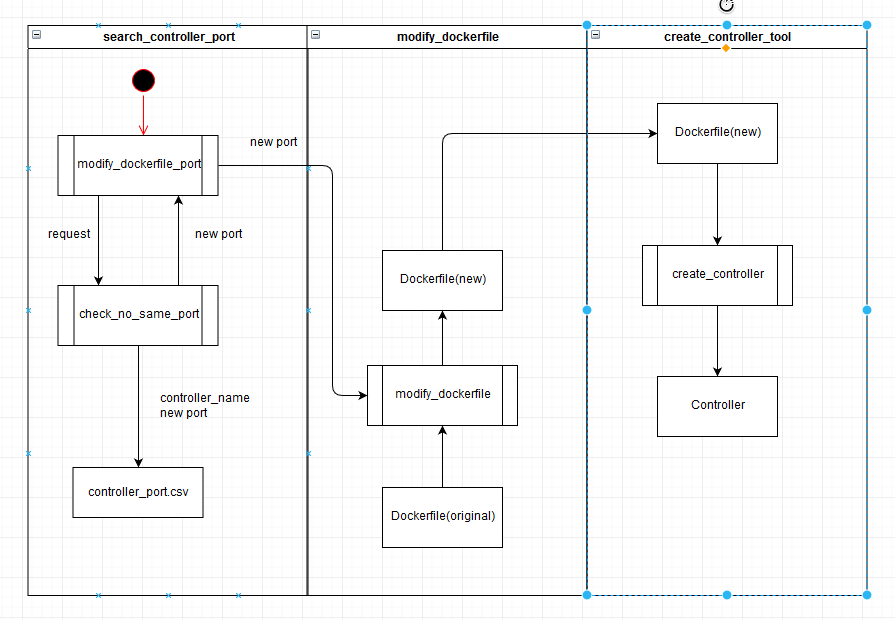 search_controller_port
modify_dockerfile
create_controller_tool
modify_dockerfile_port
new port
request
new port
check_no_same_port
controller_name
new port
controller_port.csv
Dockerfile(new)
modify_dockerfile
Dockerfile(original)
Dockerfile(new)
create_controller
Controller